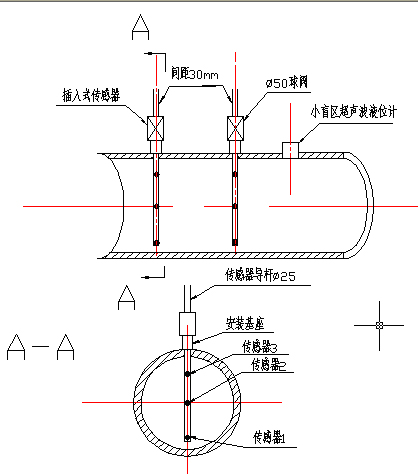 A
间距30mm
插入式传感器
Ø50球阀
小盲区超声波液位计
A
传感器导杆Ø25
A-A
安装基座
传感器3
传感器2
传感器1